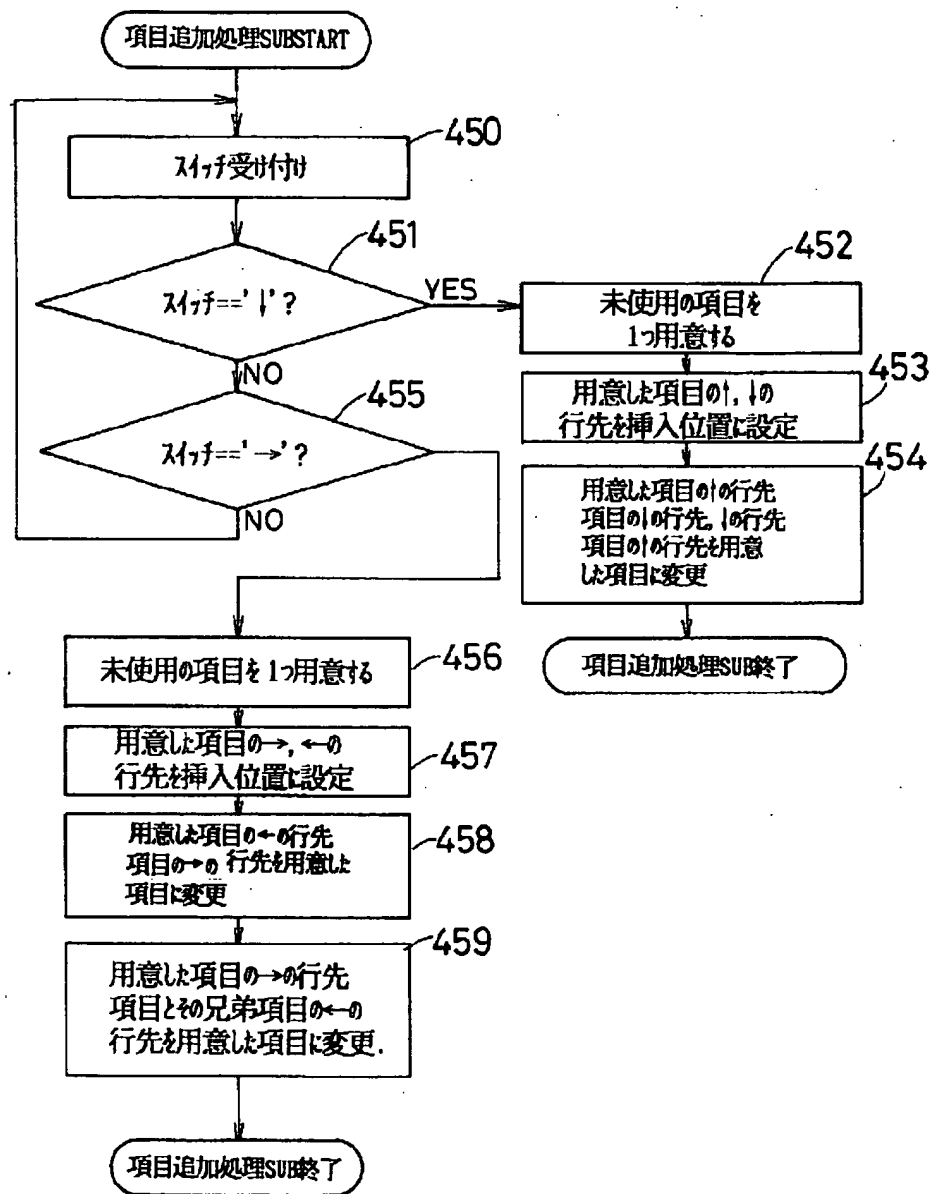 項目追加処理SUBSTART
450
スイッチ受け付け
451
スイッチ=='↓'?
YES
452
未使用の項目を
1つ用意する
NO
453
用意した項目の↑,↓の
行先を挿入位置に設定
455
スイッチ=='→'?
NO
454
用意した項目の↑の行先
項目の↓の行先,↓の行先
項目の↑の行先を用意
した項目に変更
項目追加処理SUB終了
456
未使用の項目を1つ用意する
457
用意した項目の→,←の
行先を挿入位置に設定
458
用意した項目の←の行先
項目の→の行先を用意した
項目に変更
459
用意した項目の→の行先
項目とその兄弟項目の←の
行先を用意した項目に変更.
項目追加処理SUB終了